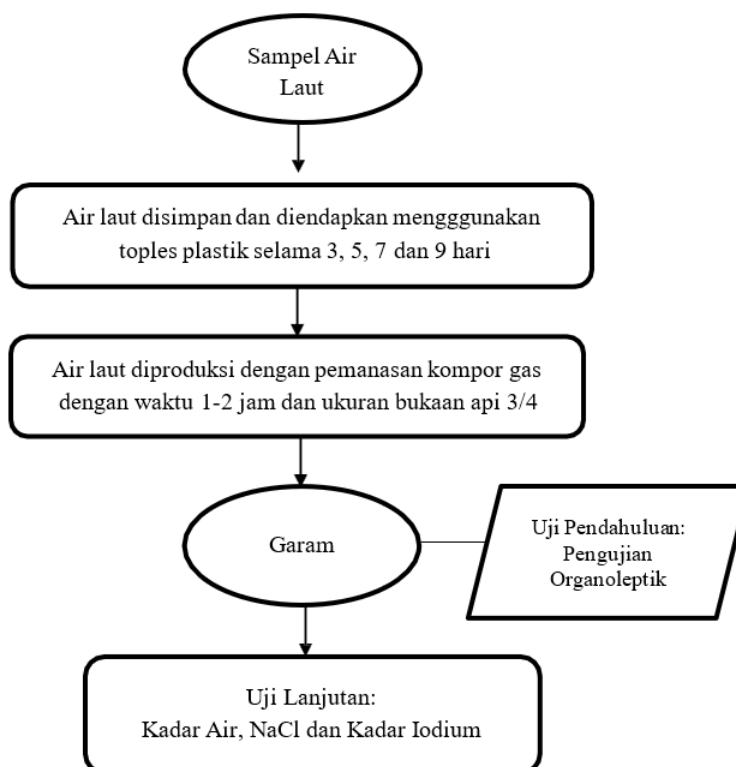 Sampel Air
Laut
Air laut disimpan dan diendapkan mengggunakan
toples plastik selama 3, 5, 7 dan 9 hari
Air laut diproduksi dengan pemanasan kompor gas
dengan waktu 1-2 jam dan ukuran bukaan api 3/4
Garam
Uji Pendahuluan:
Pengujian
Organoleptik
Uji Lanjutan:
Kadar Air, NaCl dan Kadar Iodium